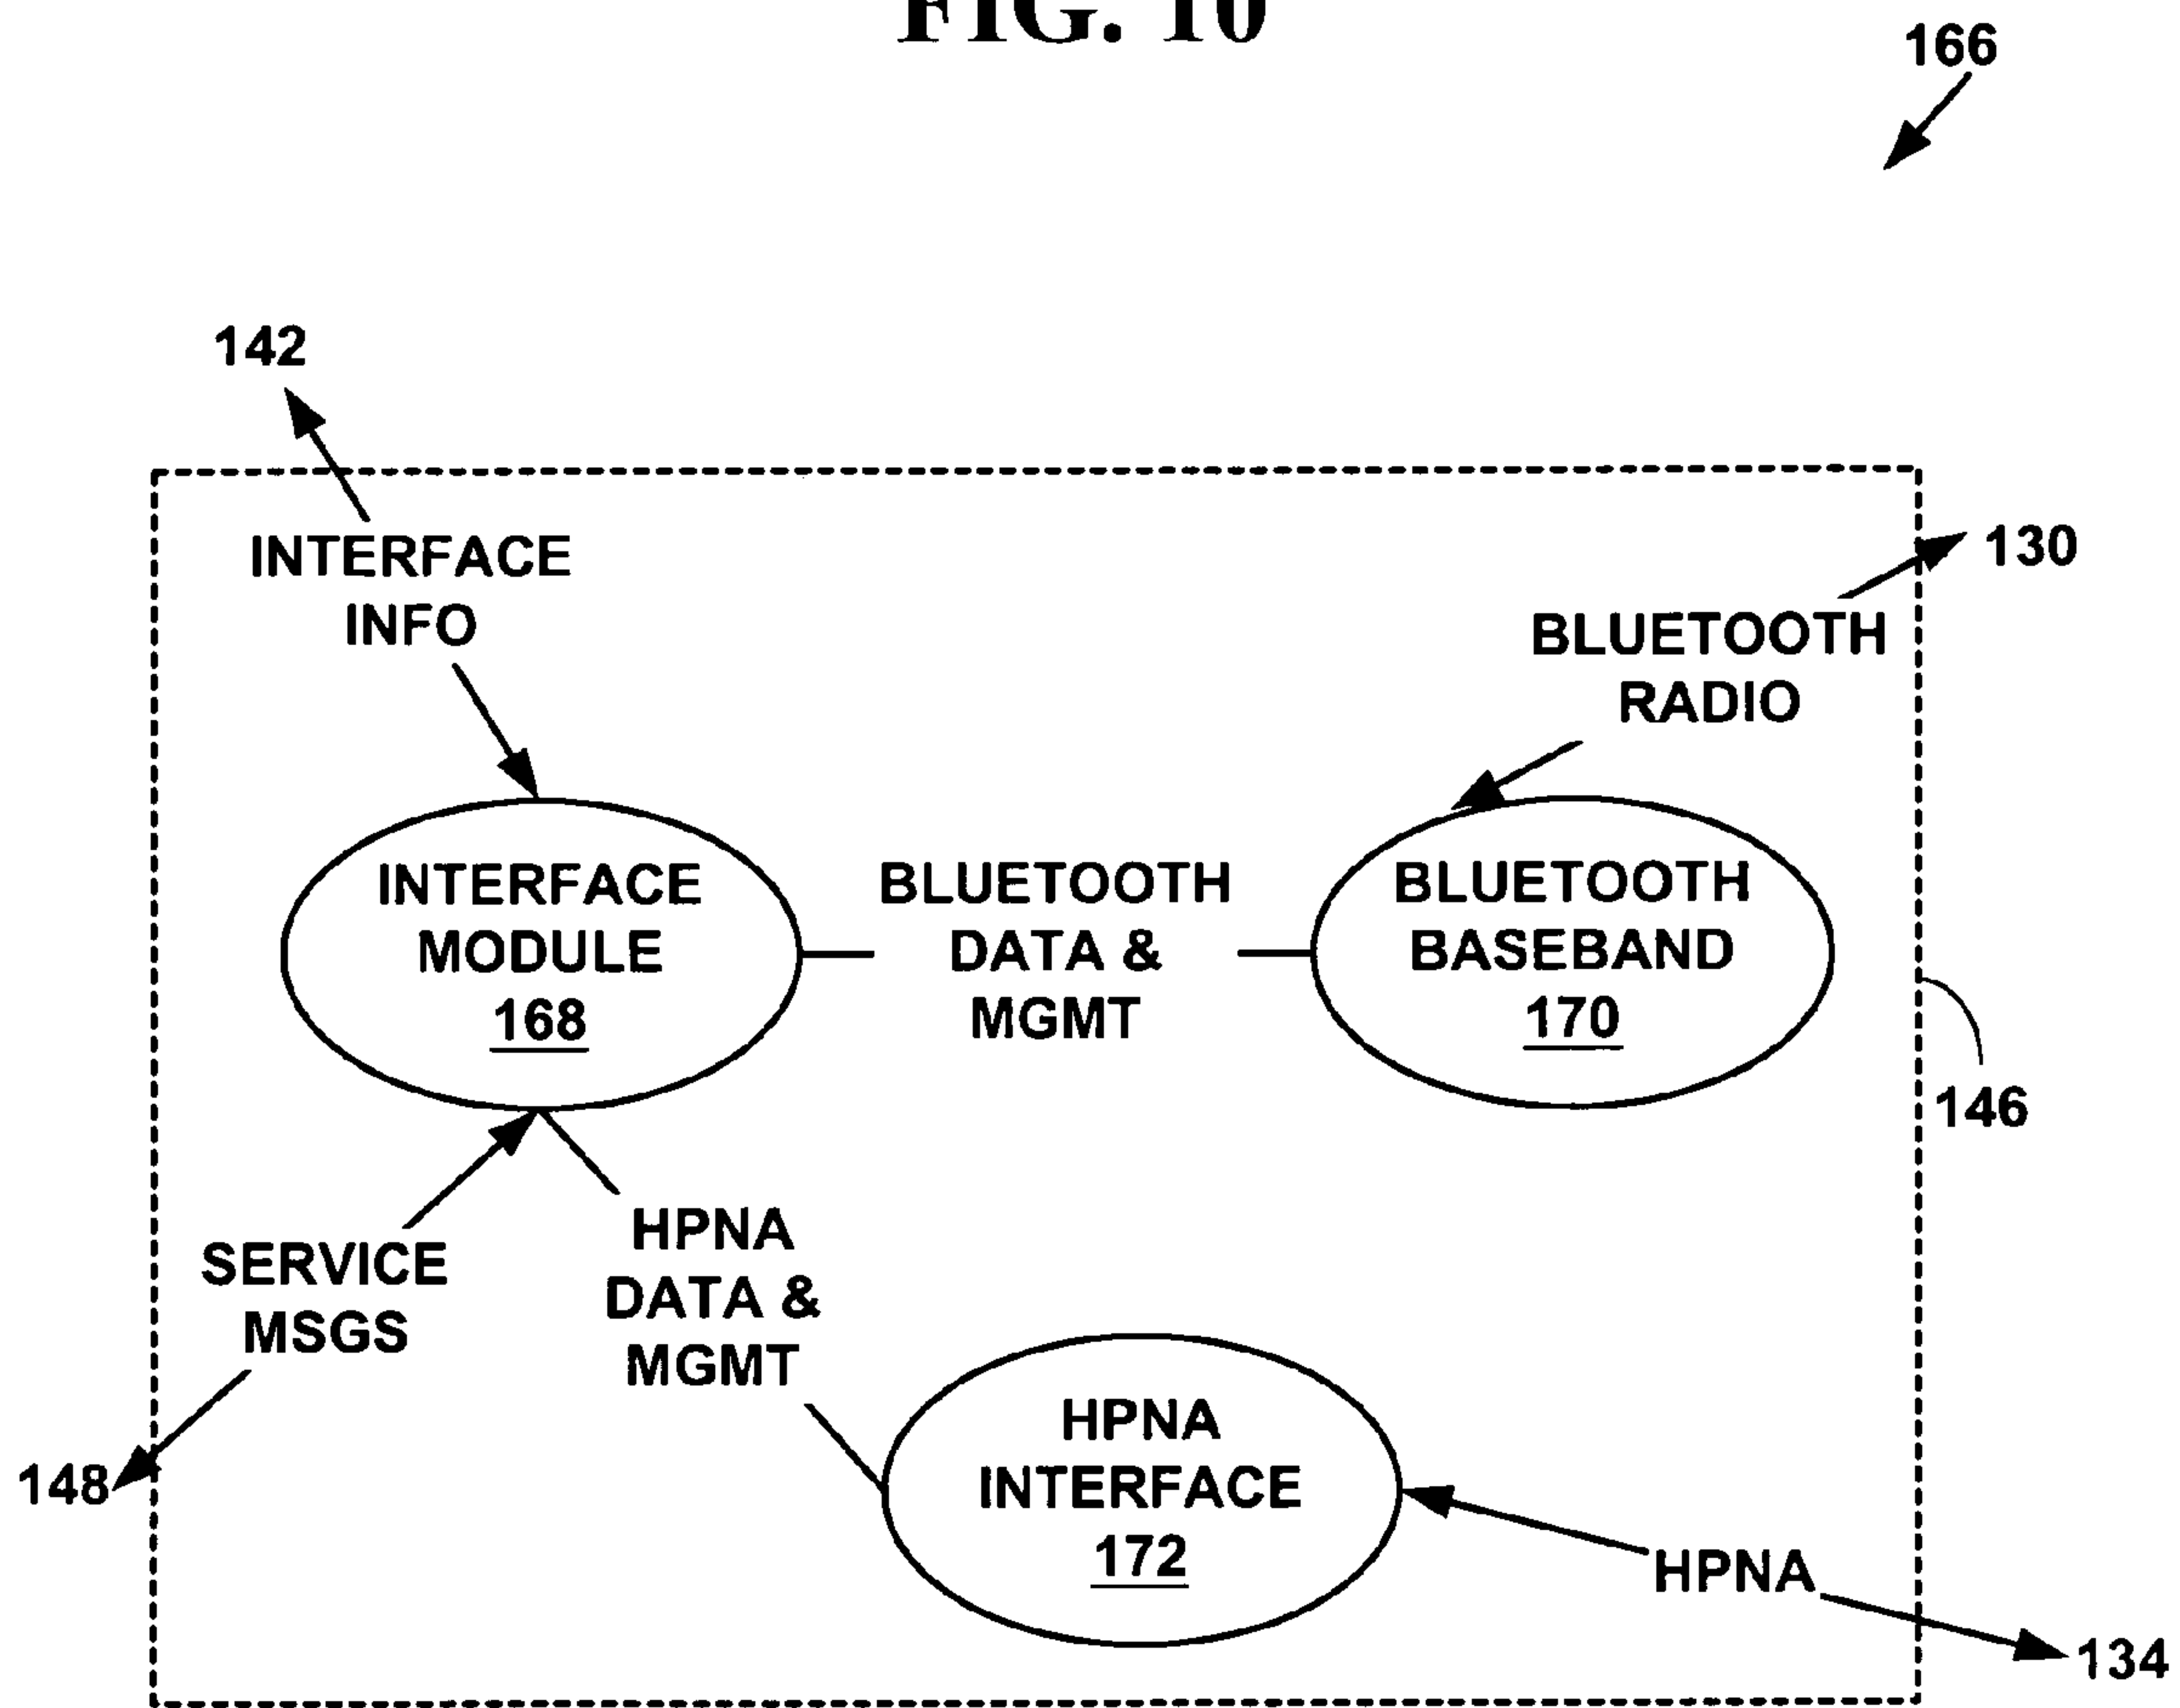 FIG. 10
166
142
INTERFACE
INFO
130
BLUETOOTH
RADIO
INTERFACE
MODULE
168
BLUETOOTH
DATA &
MGMT
BLUETOOTH
BASEBAND
170
146
SERVICE
MSGS
HPNA
DATA &
MGMT
148
HPNA
INTERFACE
172
HPNA
134